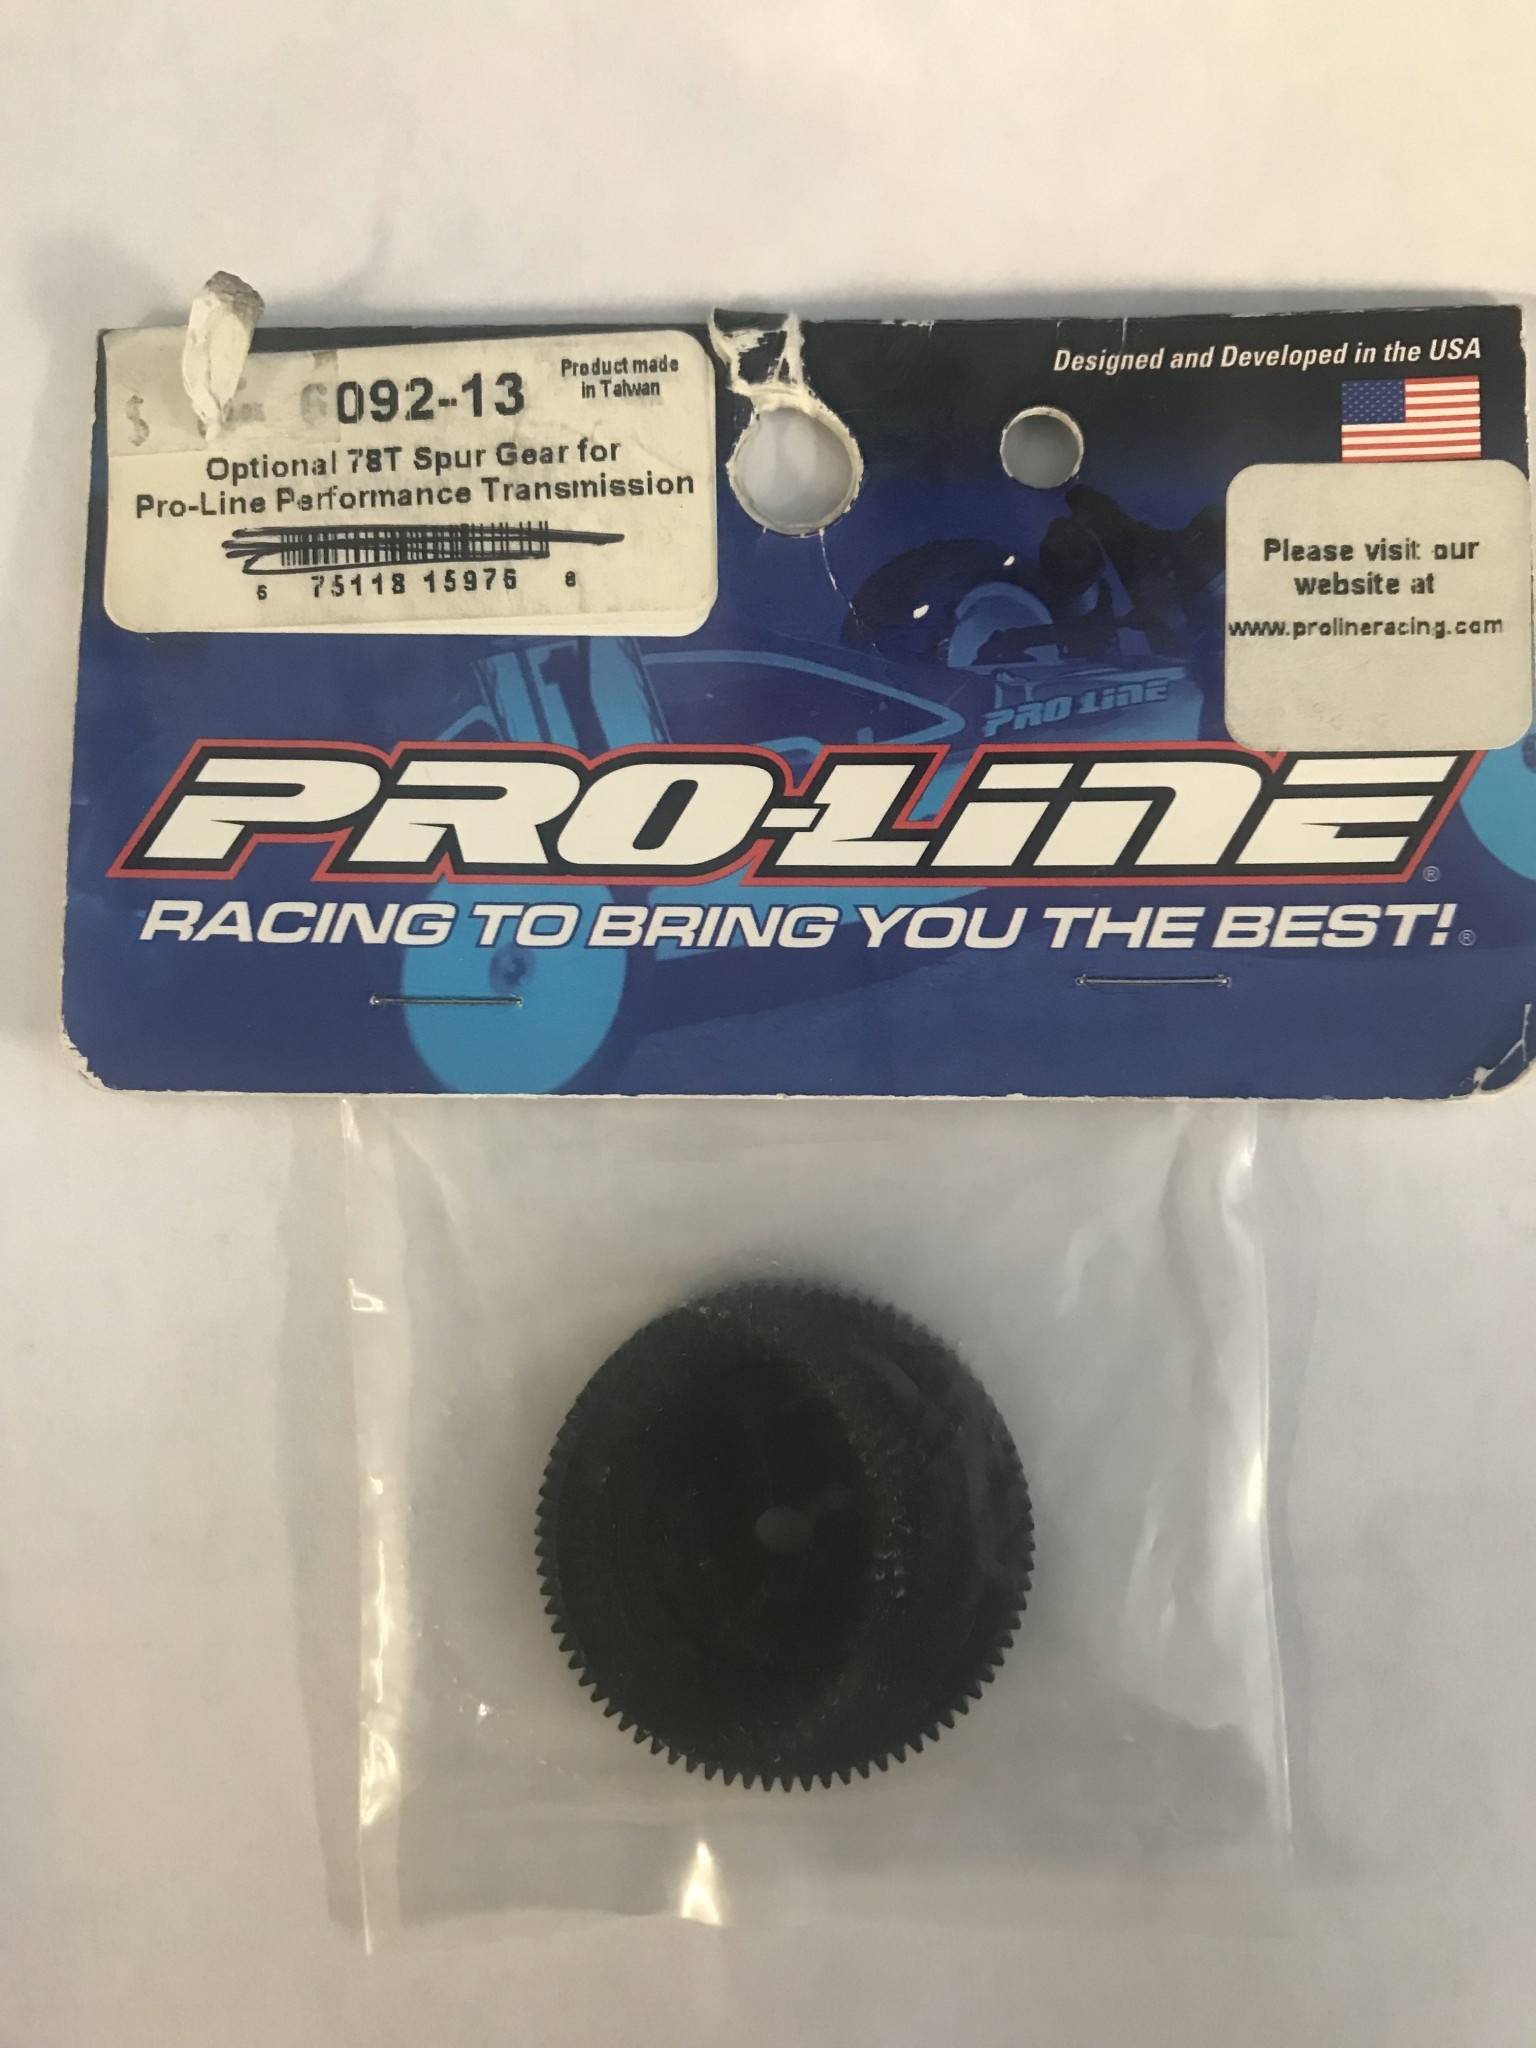 $
6092-13
Product made
in Taiwan
Optional 78T Spur Gear for
Pro-Line Performance Transmission
6 75118 15976 8
Designed and Developed in the USA
Please visit our
website at
www.prolineracing.com
PRO-LINE
PRO-LINE ®
RACING TO BRING YOU THE BEST! ®